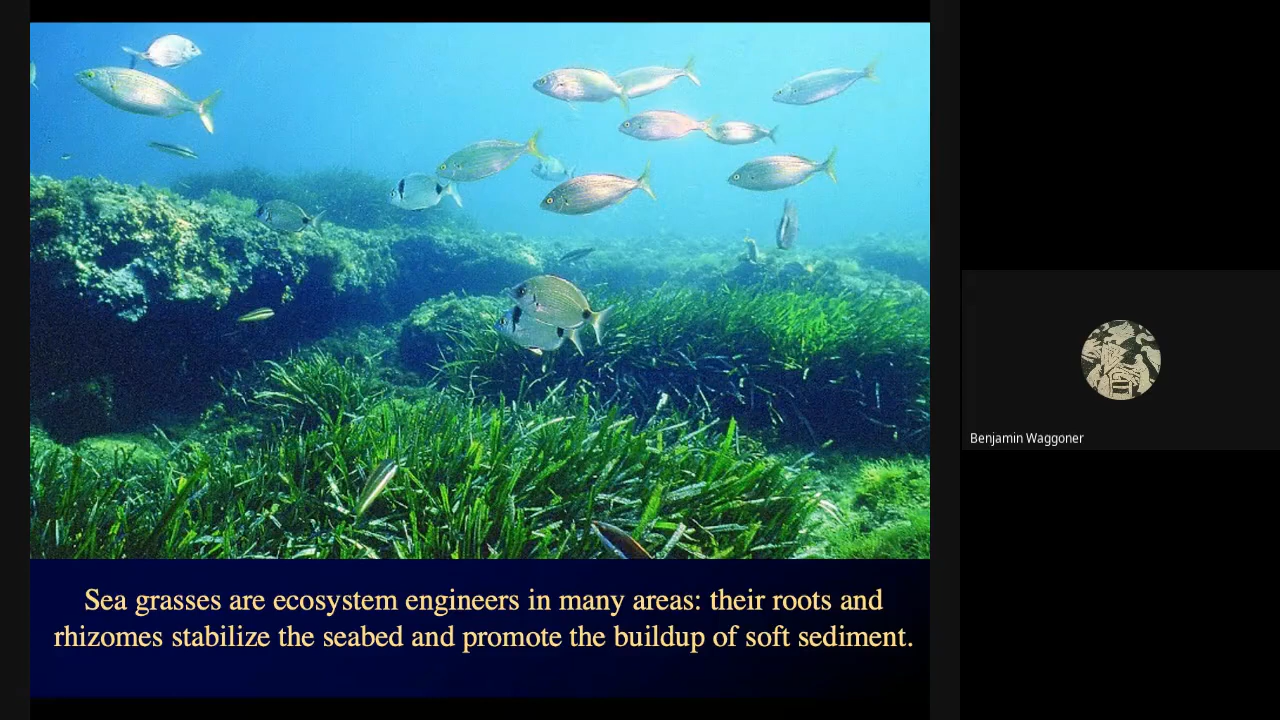 Sea grasses are ecosystem engineers in many areas: their roots and
rhizomes stabilize the seabed and promote the buildup of soft sediment.
Benjamin Waggoner